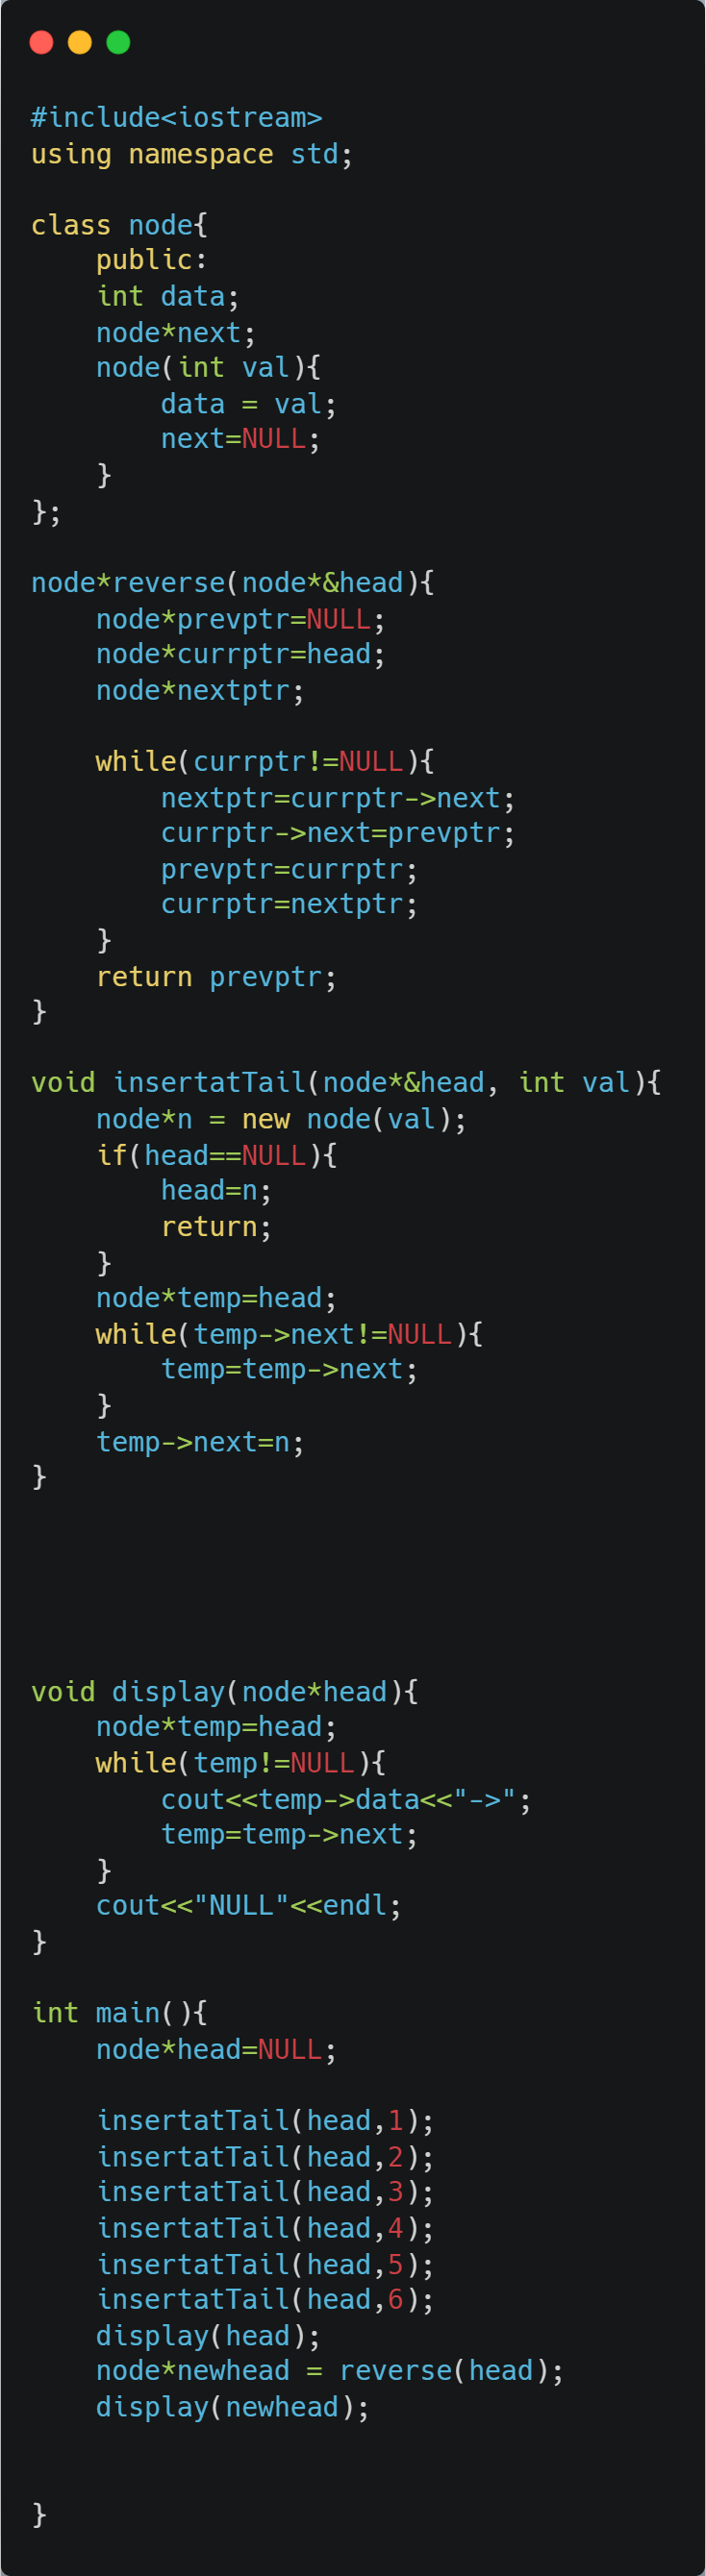 #include<iostream>
using namespace std;

class node{
    public:
    int data;
    node*next;
    node(int val){
        data = val;
        next=NULL;
    }
};

node*reverse(node*&head){
    node*prevptr=NULL;
    node*currptr=head;
    node*nextptr;

    while(currptr!=NULL){
        nextptr=currptr->next;
        currptr->next=prevptr;
        prevptr=currptr;
        currptr=nextptr;
    }
    return prevptr;
}

void insertatTail(node*&head, int val){
    node*n = new node(val);
    if(head==NULL){
        head=n;
        return;
    }
    node*temp=head;
    while(temp->next!=NULL){
        temp=temp->next;
    }
    temp->next=n;
}

void display(node*head){
    node*temp=head;
    while(temp!=NULL){
        cout<<temp->data<<"->";
        temp=temp->next;
    }
    cout<<"NULL"<<endl;
}

int main(){
    node*head=NULL;

    insertatTail(head,1);
    insertatTail(head,2);
    insertatTail(head,3);
    insertatTail(head,4);
    insertatTail(head,5);
    insertatTail(head,6);
    display(head);
    node*newhead = reverse(head);
    display(newhead);

}